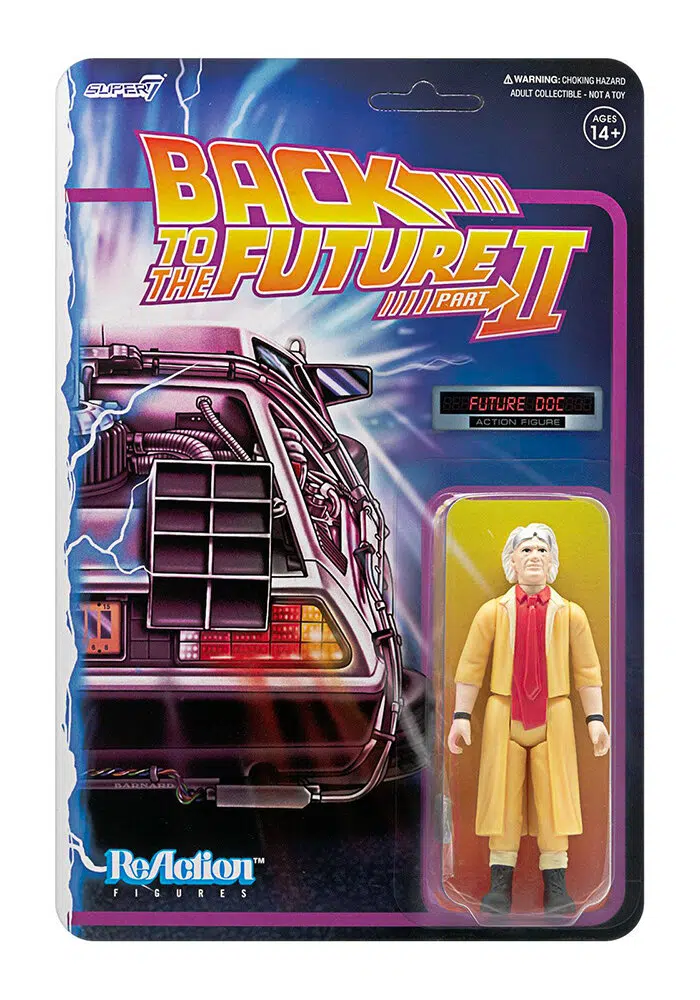 SUPER7
⚠WARNING: CHOKING HAZARD
ADULT COLLECTIBLE - NOT A TOY
AGES
14+
BACK
TO THE FUTURE
PART II
FUTURE DOC
ACTION FIGURE
BARNARD
ReAction™
FIGURES